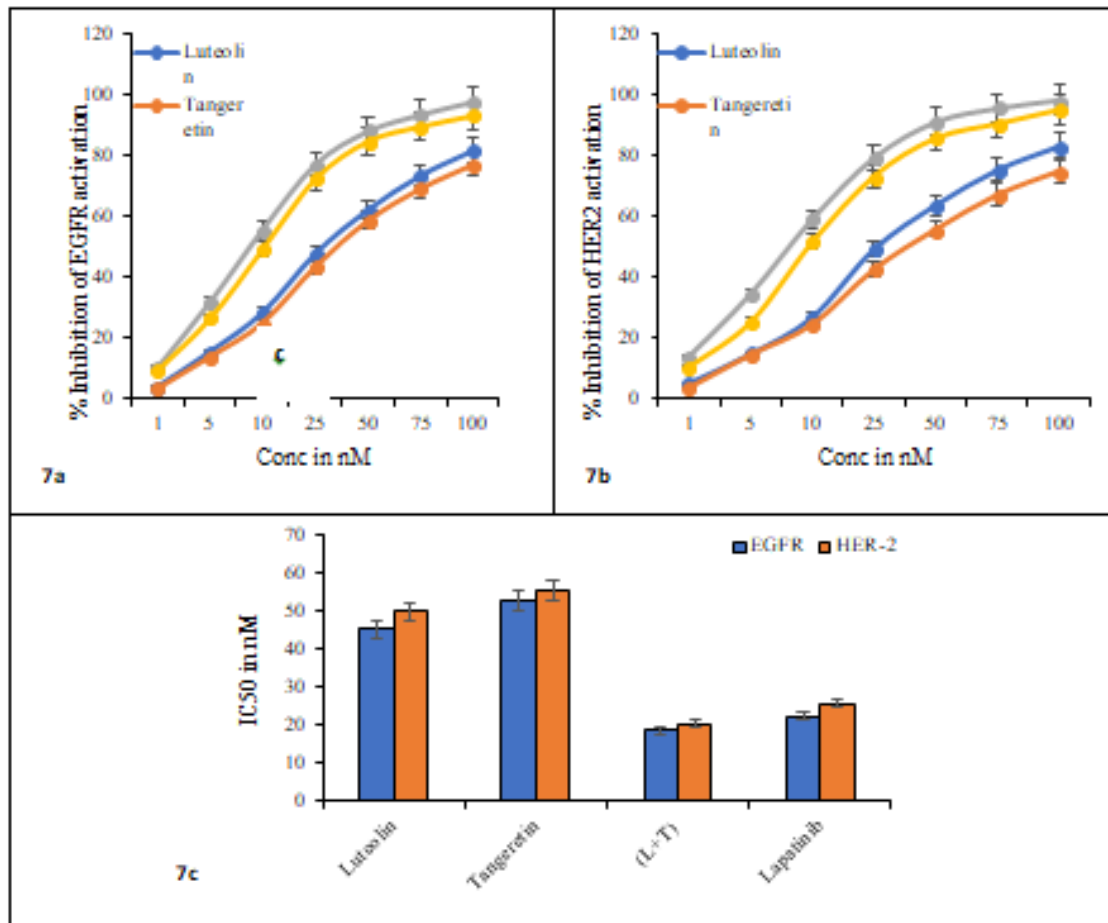 120
100
80
60
40
20
0
% Inhibition of EGFR activation
Luteoli
n
Tanger
etin
c
1 5 10 25 50 75 100
Conc in nM
7a
120
100
80
60
40
20
0
% Inhibition of HER2 activation
Luteolin
Tangereti
n
1 5 10 25 50 75 100
Conc in nM
7b
70
60
50
40
30
20
10
0
IC50 in nM
EGFR HER-2
Luteolin
Tangeretin
(L+T)
Lapatinib
7c